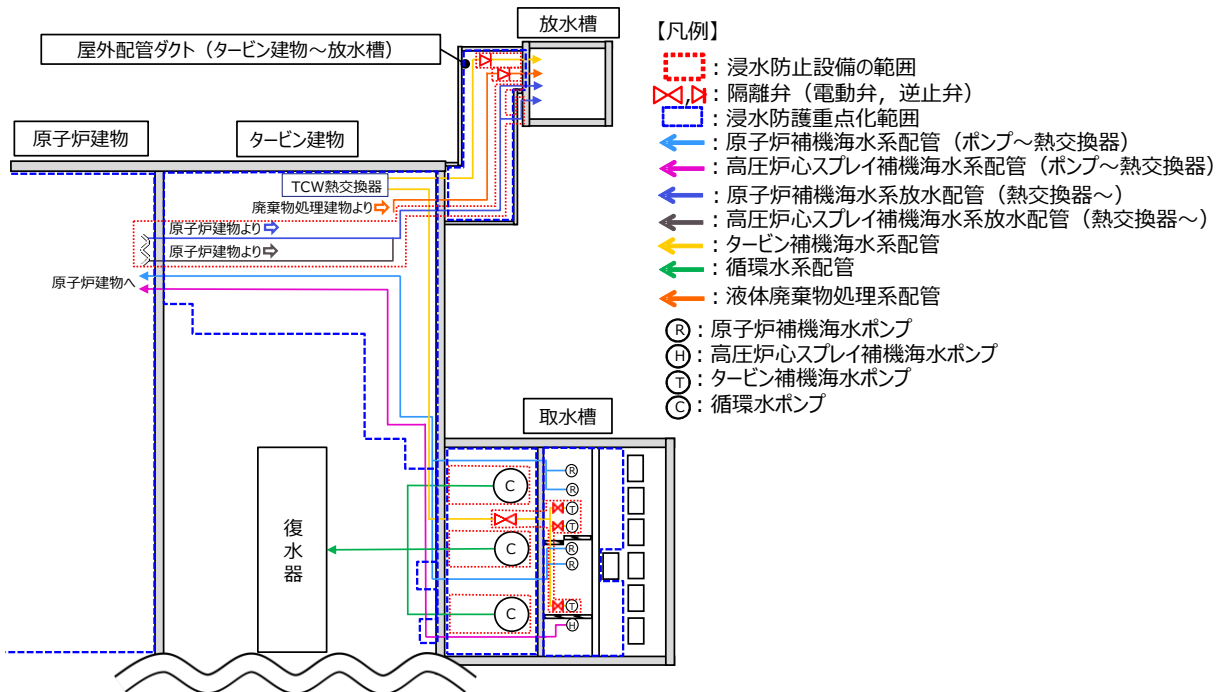 放水槽
屋外配管ダクト（タービン建物～放水槽）
原子炉建物
タービン建物
TCW熱交換器
廃棄物処理建物より
原子炉建物より
原子炉建物より
原子炉建物へ
取水槽
復水器
C
C
C
R
R
T
T
R
R
T
H
【凡例】
：浸水防止設備の範囲
，：隔離弁（電動弁，逆止弁）
：浸水防護重点化範囲
：原子炉補機海水系配管（ポンプ～熱交換器）
：高圧炉心スプレイ補機海水系配管（ポンプ～熱交換器）
：原子炉補機海水系放水配管（熱交換器～）
：高圧炉心スプレイ補機海水系放水配管（熱交換器～）
：タービン補機海水系配管
：循環水系配管
：液体廃棄物処理系配管
R：原子炉補機海水ポンプ
H：高圧炉心スプレイ補機海水ポンプ
T：タービン補機海水ポンプ
C：循環水ポンプ